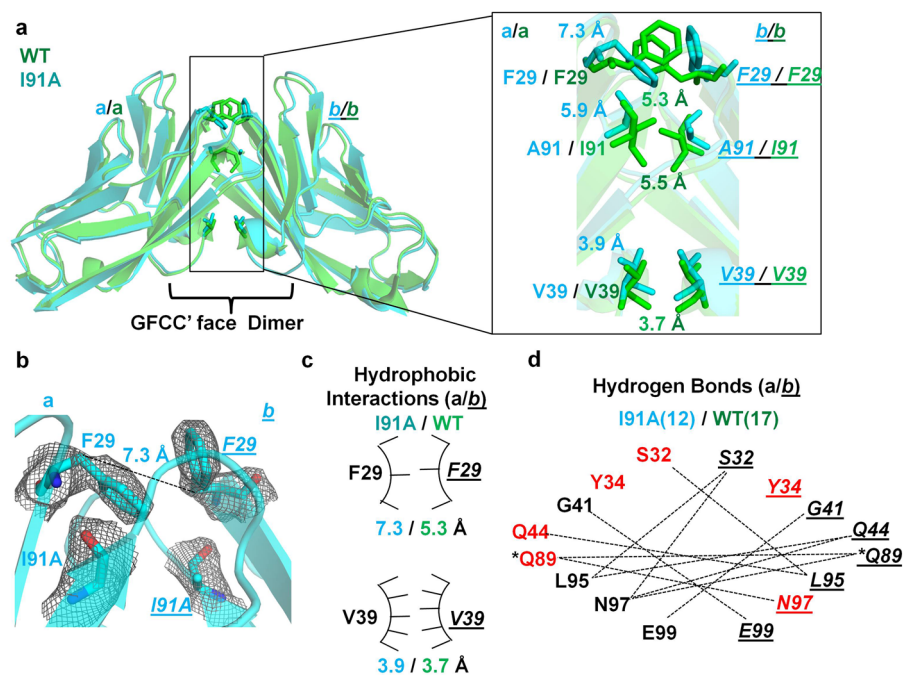 a
WT
I91A
a/a
b/b
GFCC’ face Dimer
a/a
7.3 Å
b/b
F29 / F29
F29 / F29
5.3 Å
5.9 Å
A91 / I91
A91 / I91
5.5 Å
3.9 Å
V39 / V39
V39 / V39
3.7 Å
b
a
b
F29
7.3 Å
F29
I91A
I91A
c
Hydrophobic
Interactions (a/b)
I91A / WT
F29
F29
7.3 / 5.3 Å
V39
V39
3.9 / 3.7 Å
d
Hydrogen Bonds (a/b)
I91A(12) / WT(17)
S32
S32
Y34
Y34
G41
G41
Q44
Q44
*Q89
*Q89
L95
L95
N97
N97
E99
E99